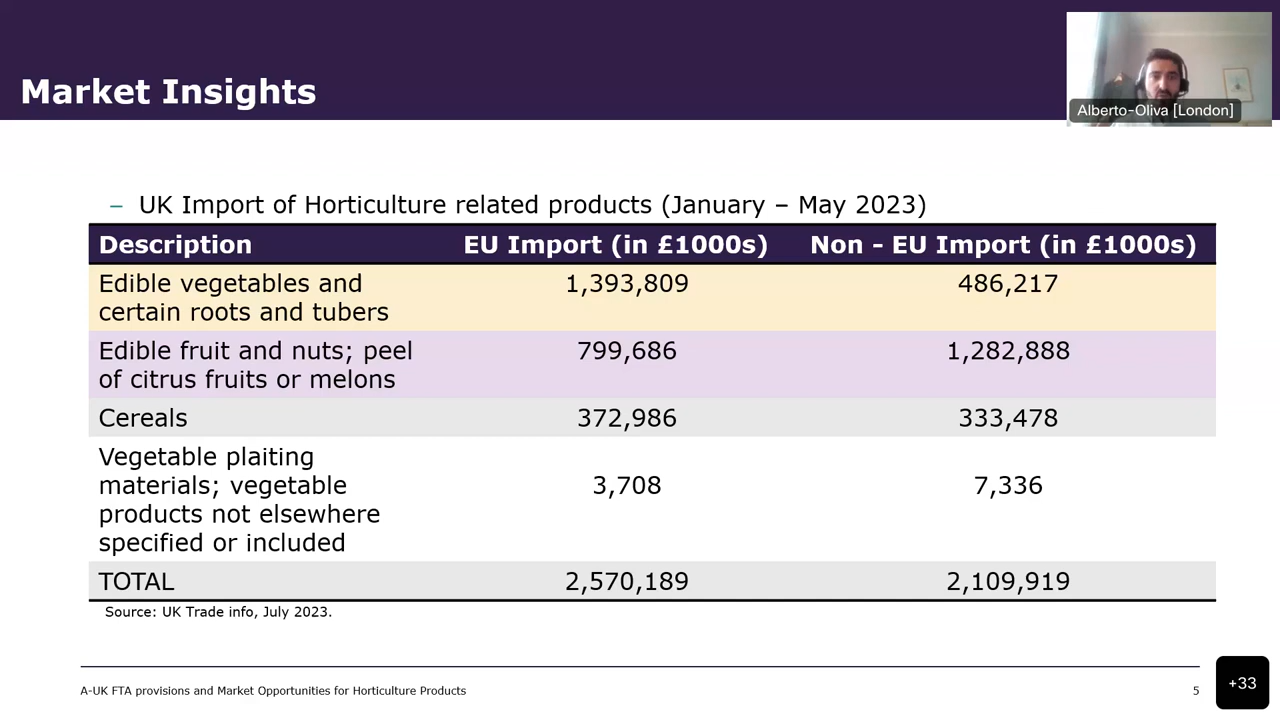 Market Insights
Alberto-Oliva [London]
– UK Import of Horticulture related products (January – May 2023)
Description EU Import (in £1000s) Non - EU Import (in £1000s)
Edible vegetables and 1,393,809 486,217
certain roots and tubers
Edible fruit and nuts; peel 799,686 1,282,888
of citrus fruits or melons
Cereals 372,986 333,478
Vegetable plaiting
materials; vegetable 3,708 7,336
products not elsewhere
specified or included
TOTAL 2,570,189 2,109,919
Source: UK Trade info, July 2023.
A-UK FTA provisions and Market Opportunities for Horticulture Products 5
+33